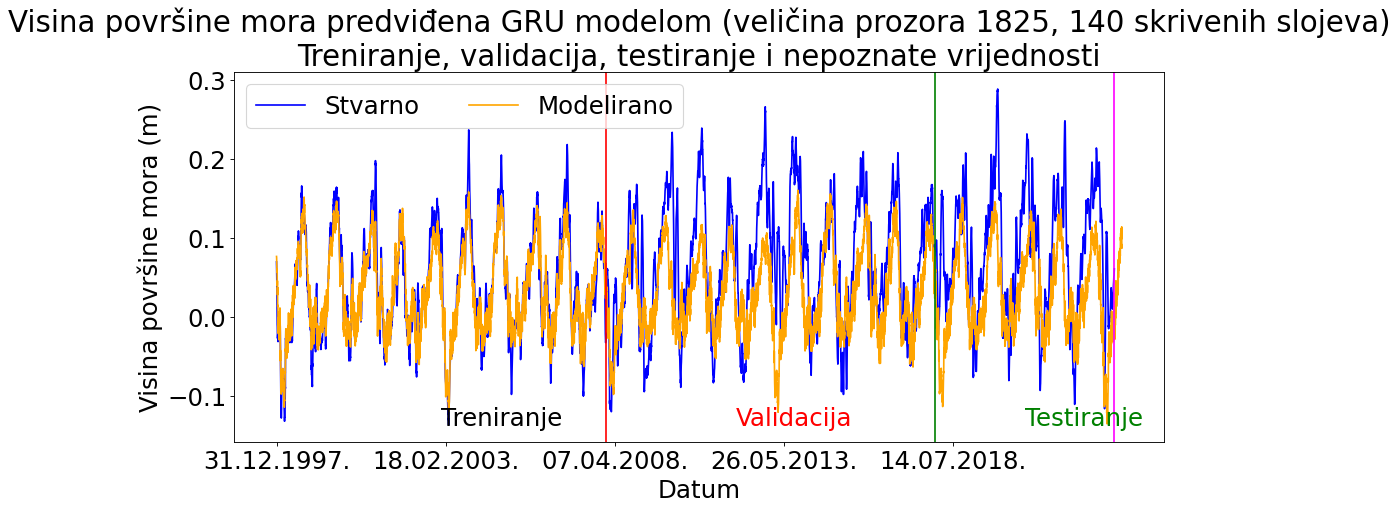 Visina površine mora predviđena GRU modelom (veličina prozora 1825, 140 skrivenih slojeva)
Treniranje, validacija, testiranje i nepoznate vrijednosti
Stvarno
Modelirano
Visina površine mora (m)
0.3
0.2
0.1
0.0
−0.1
Treniranje
Validacija
Testiranje
31.12.1997.
18.02.2003.
07.04.2008.
26.05.2013.
14.07.2018.
Datum